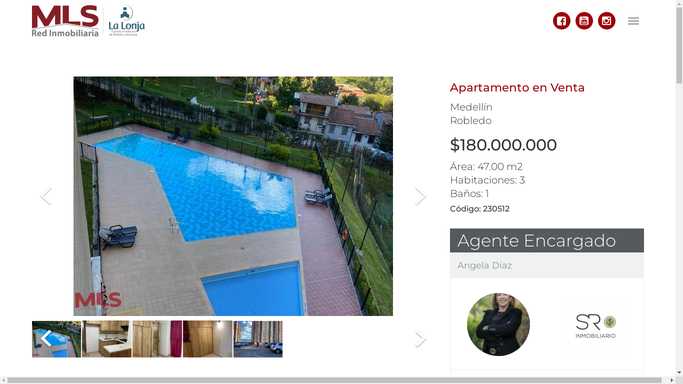 MLS
Red Inmobiliaria
La Lonja
Apartamento en Venta
Medellín
Robledo
$180.000.000
Área: 47.00 m2
Habitaciones: 3
Baños: 1
Código: 230512
Agente Encargado
Angela Diaz
MLS
SR
INMOBILIARIO